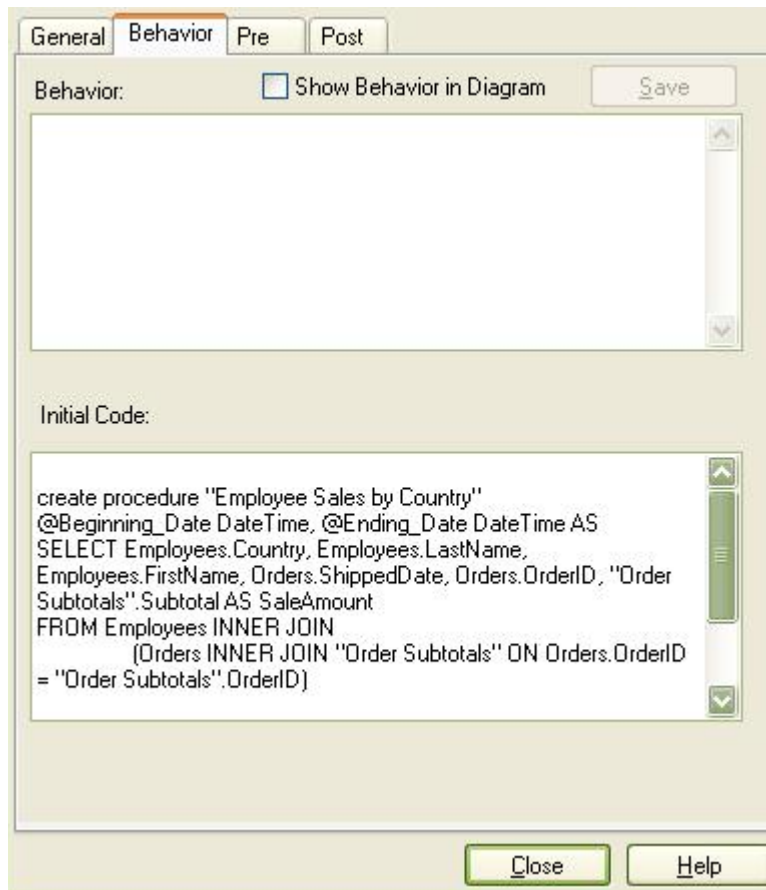 General Behavior Pre Post
Behavior: Show Behavior in Diagram Save
Initial Code:
create procedure "Employee Sales by Country"
@Beginning_Date DateTime, @Ending_Date DateTime AS
SELECT Employees.Country, Employees.LastName,
Employees.FirstName, Orders.ShippedDate, Orders.OrderID, "Order
Subtotals".Subtotal AS SaleAmount
FROM Employees INNER JOIN
(Orders INNER JOIN "Order Subtotals" ON Orders.OrderID
= "Order Subtotals".OrderID)
Close Help